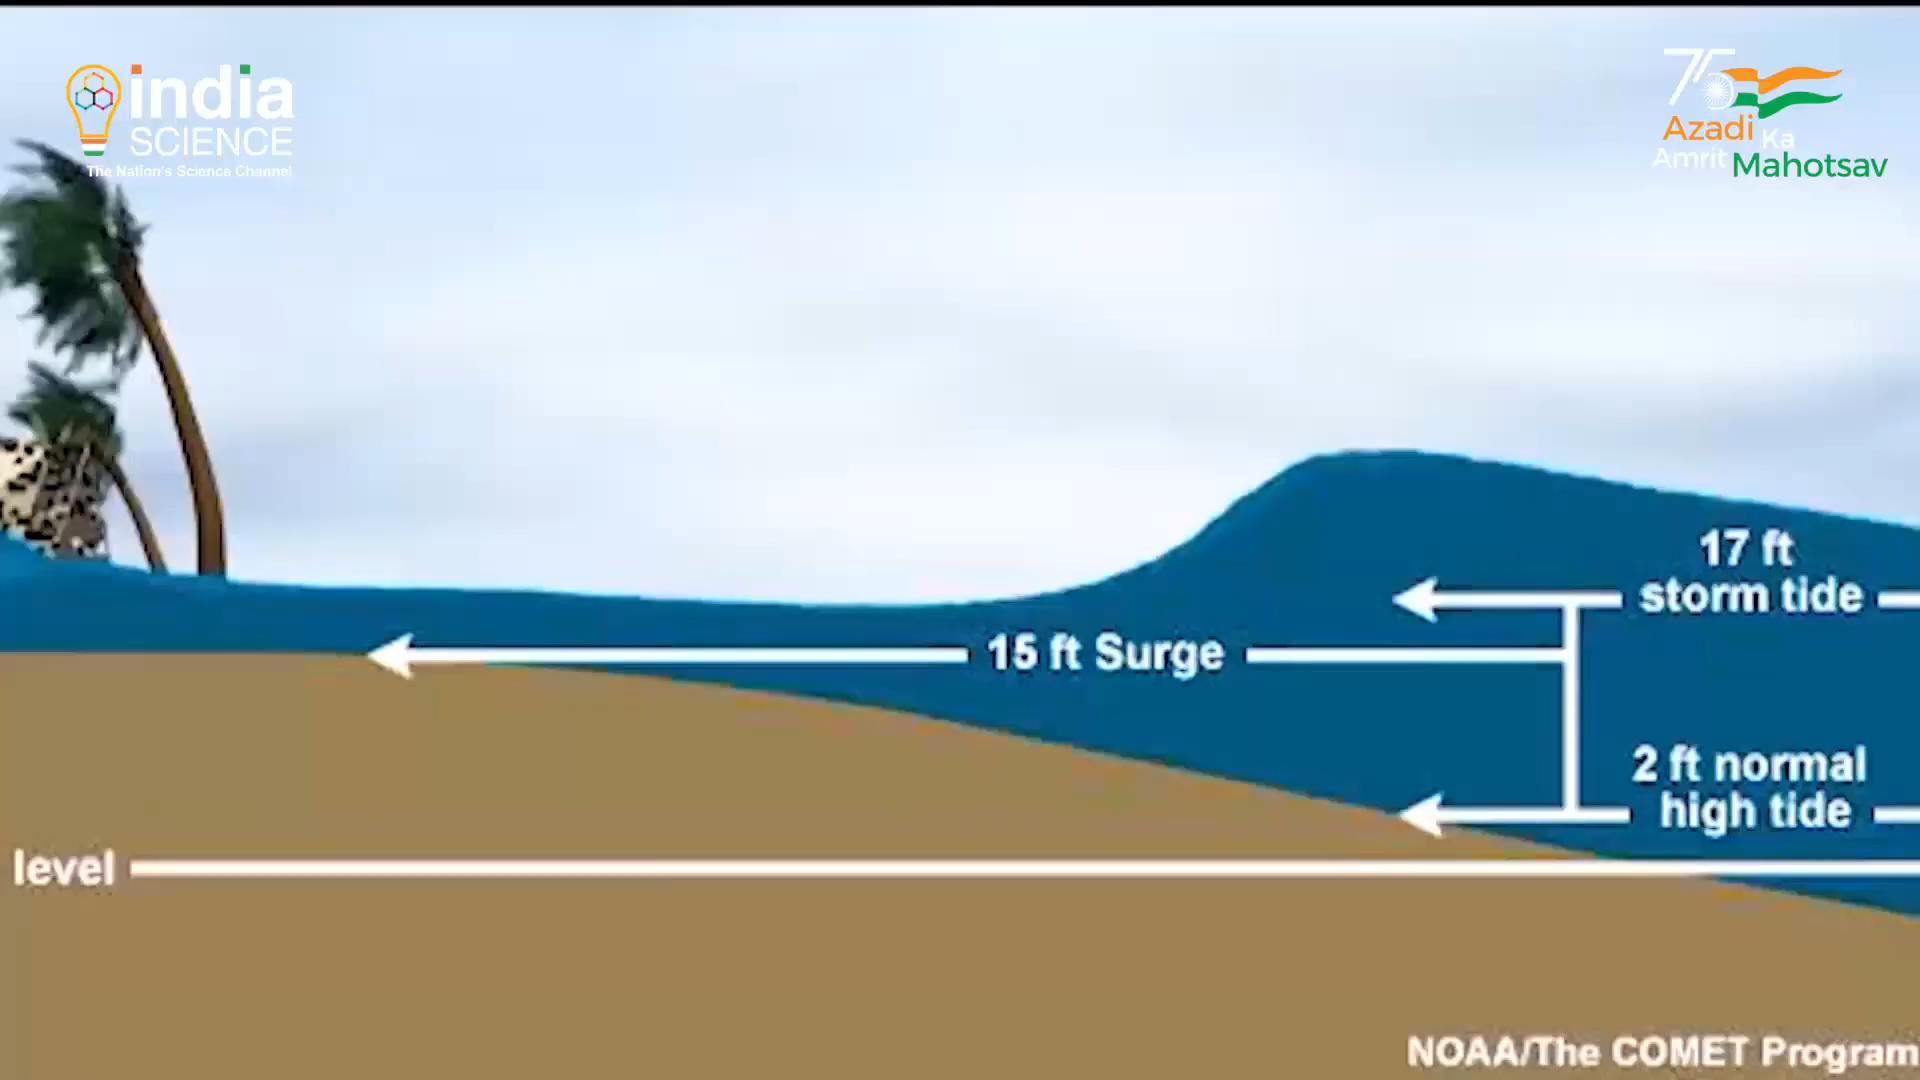 india
SCIENCE
The Nation's Science Channel
75
Azadi Ka
Amrit Mahotsav
17 ft
storm tide
15 ft Surge
2 ft normal
high tide
level
NOAA/The COMET Program